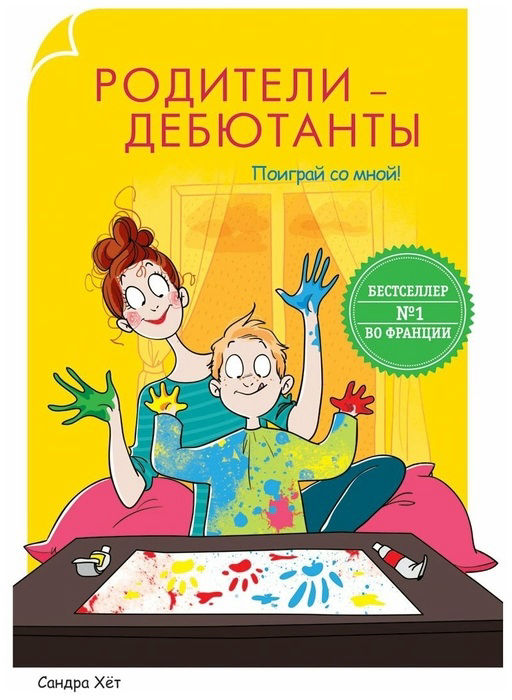 РОДИТЕЛИ –
ДЕБЮТАНТЫ
Поиграй со мной!
БЕСТСЕЛЛЕР
№1
ВО ФРАНЦИИ
Сандра Хёт